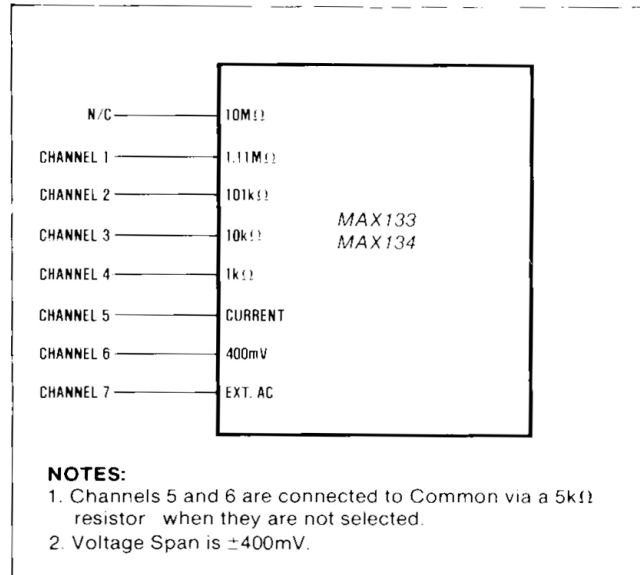 N/C 10MΩ
CHANNEL 1 1.11MΩ
CHANNEL 2 101kΩ
CHANNEL 3 10kΩ
CHANNEL 4 1kΩ
CHANNEL 5 CURRENT
CHANNEL 6 400mV
CHANNEL 7 EXT. AC
MAX133
MAX134
NOTES:
1. Channels 5 and 6 are connected to Common via a 5kΩ
resistor when they are not selected.
2. Voltage Span is ±400mV.